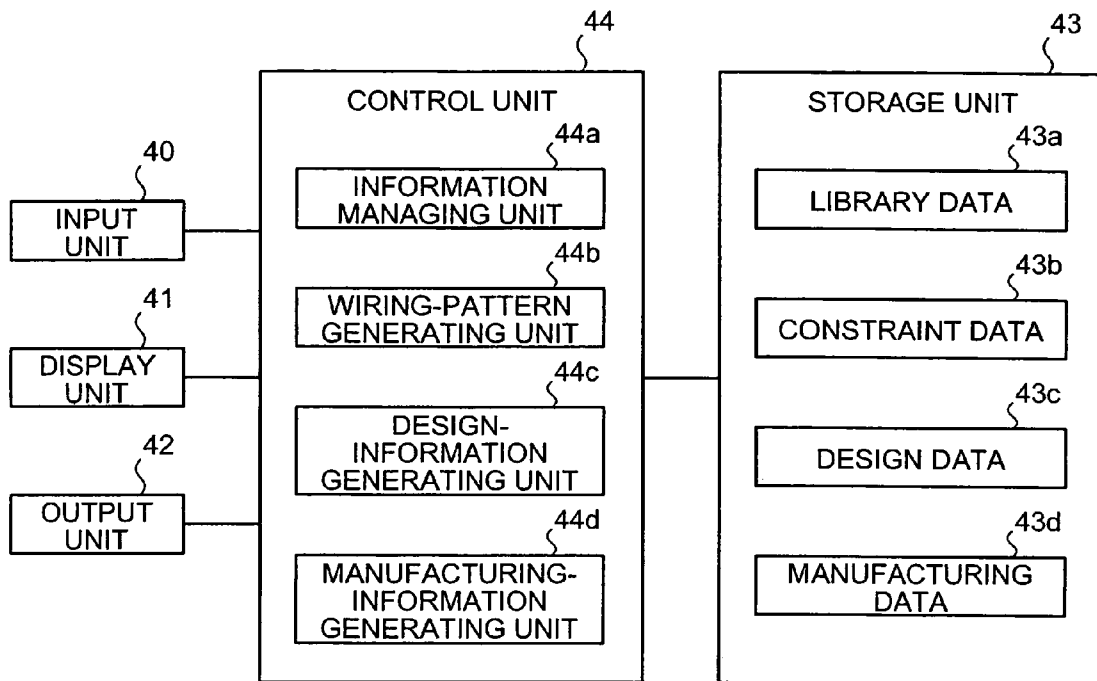 40
INPUT
UNIT
41
DISPLAY
UNIT
42
OUTPUT
UNIT
44
CONTROL UNIT
44a
INFORMATION
MANAGING UNIT
44b
WIRING-PATTERN
GENERATING UNIT
44c
DESIGN-
INFORMATION
GENERATING UNIT
44d
MANUFACTURING-
INFORMATION
GENERATING UNIT
43
STORAGE UNIT
43a
LIBRARY DATA
43b
CONSTRAINT DATA
43c
DESIGN DATA
43d
MANUFACTURING
DATA